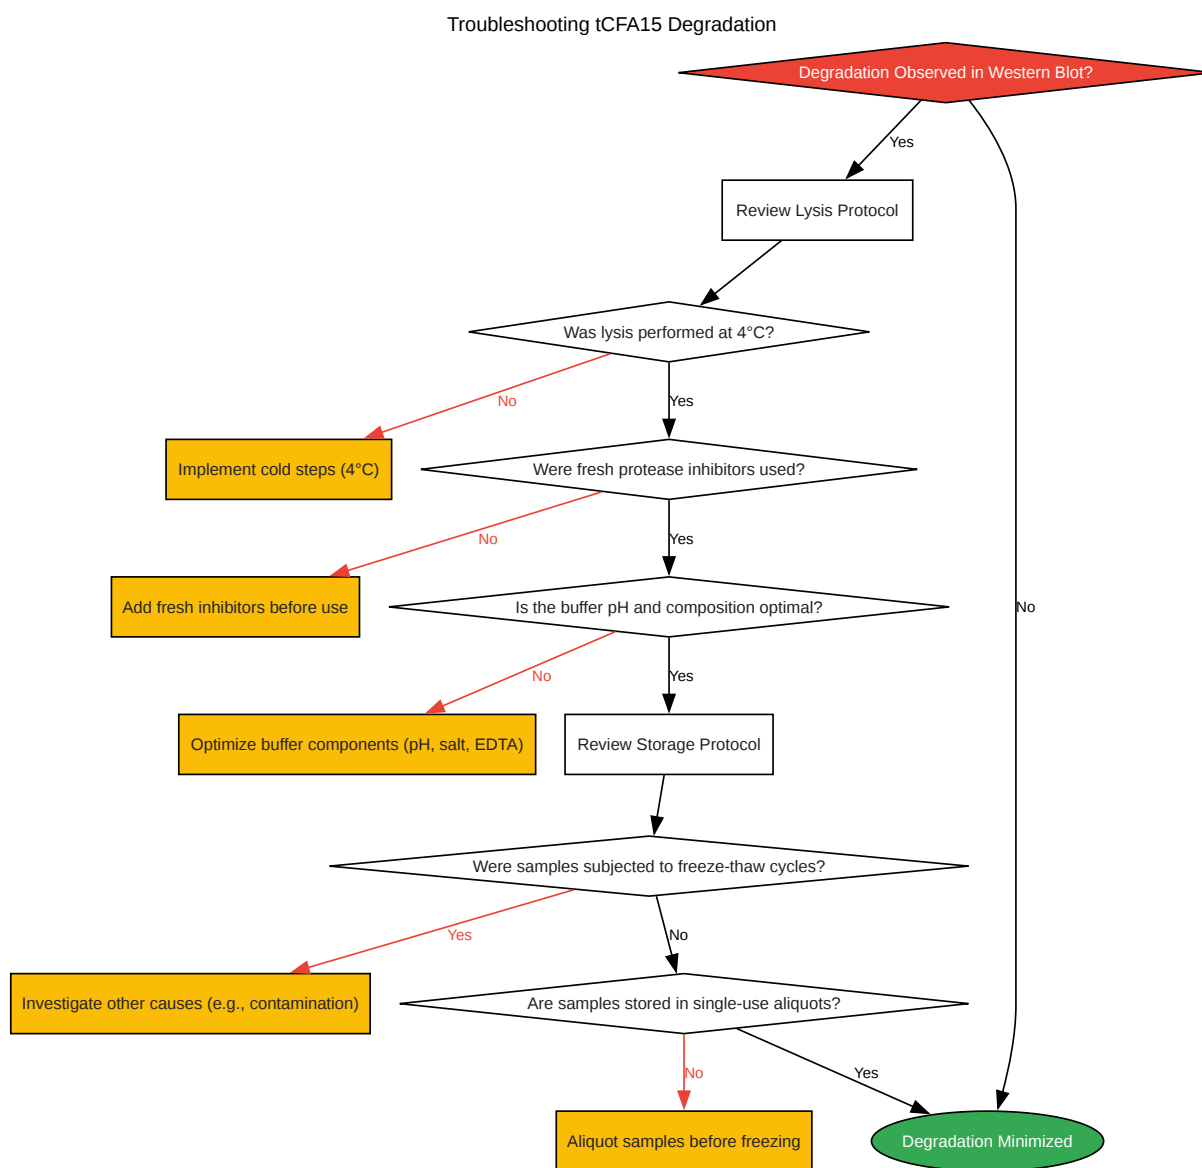 Troubleshooting tCFA15 Degradation
Degradation Observed in Western Blot?
Yes
Review Lysis Protocol
Was lysis performed at 4°C?
No
Yes
Implement cold steps (4°C)
Were fresh protease inhibitors used?
No
Yes
Add fresh inhibitors before use
Is the buffer pH and composition optimal?
No
No
Yes
Optimize buffer components (pH, salt, EDTA)
Review Storage Protocol
Were samples subjected to freeze-thaw cycles?
Yes
No
Investigate other causes (e.g., contamination)
Are samples stored in single-use aliquots?
No
Yes
Aliquot samples before freezing
Degradation Minimized